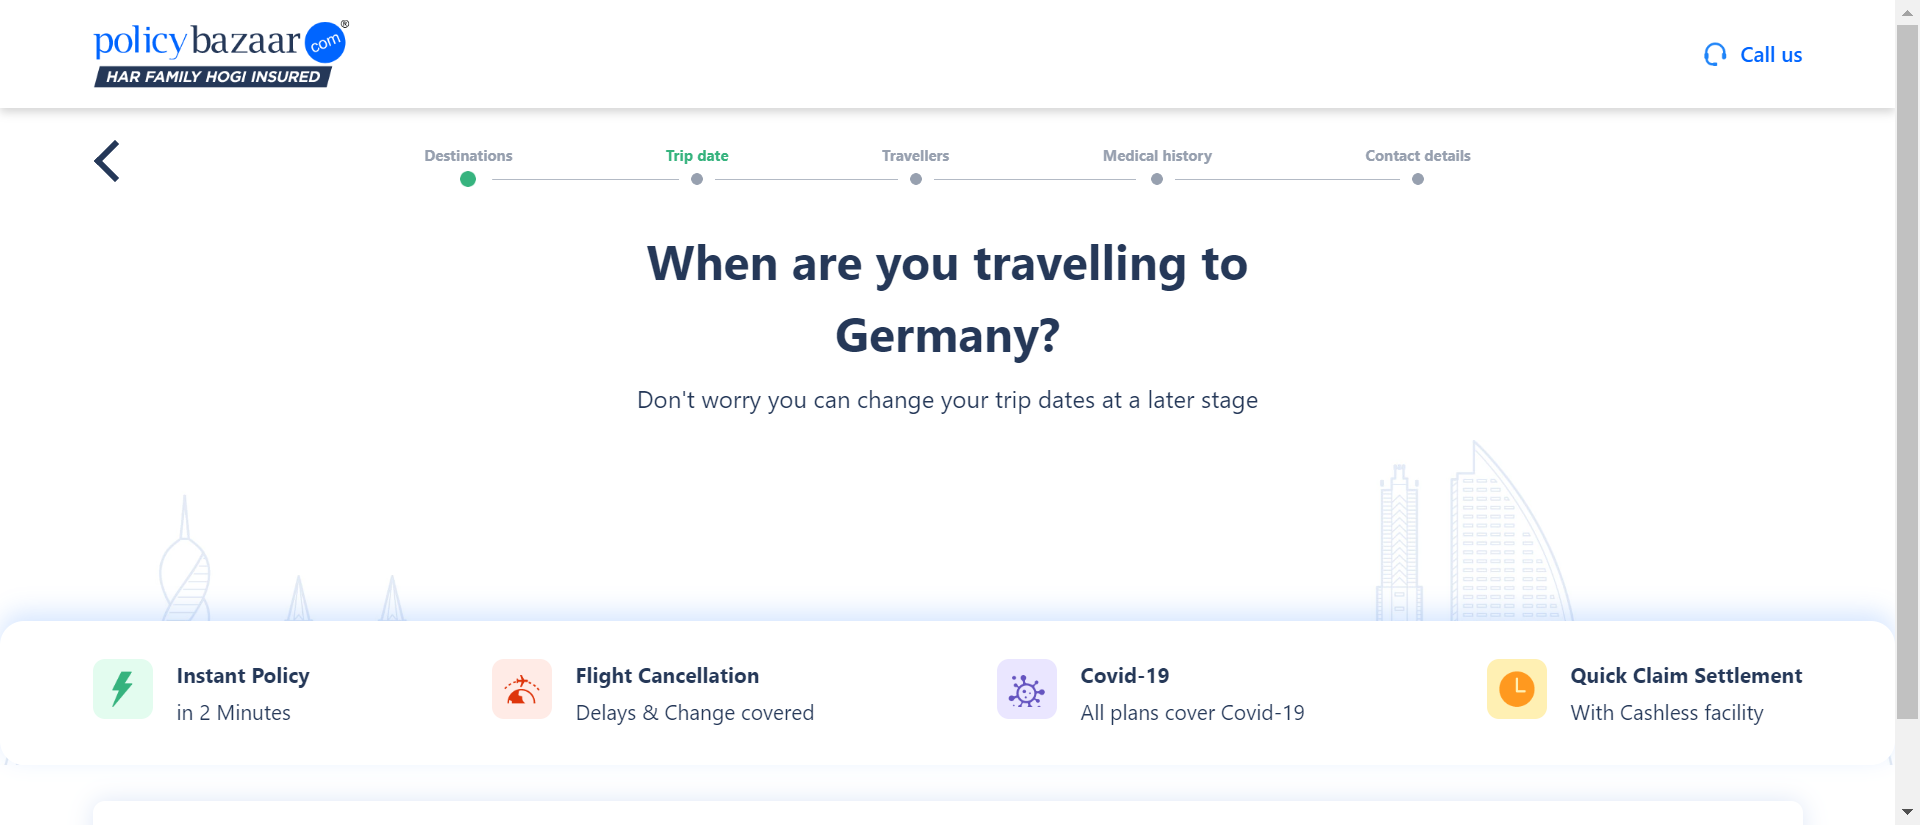 policybazaar com ®
HAR FAMILY HOGI INSURED
Call us
Destinations
Trip date
Travellers
Medical history
Contact details
When are you travelling to
Germany?
Don't worry you can change your trip dates at a later stage
Instant Policy
in 2 Minutes
Flight Cancellation
Delays & Change covered
Covid-19
All plans cover Covid-19
Quick Claim Settlement
With Cashless facility